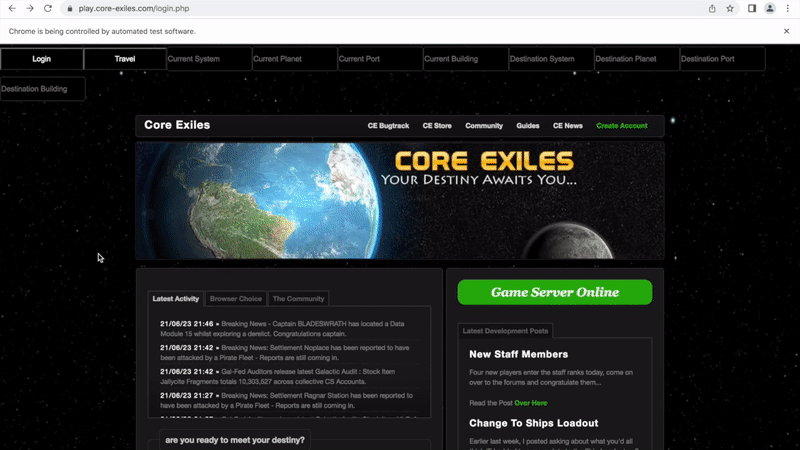 play.core-exiles.com/login.php
Chrome is being controlled by automated test software.
Login Travel Current System Current Planet Current Port Current Building Destination System Destination Planet Destination Port
Destination Building
Core Exiles CE Bugtrack CE Store Community Guides CE News Create Account
CORE EXILES
YOUR DESTINY AWAITS YOU...
Game Server Online
Latest Activity Browser Choice The Community
21/06/23 21:46 » Breaking News - Captain BLADESWRATH has located a Data
Module 15 whilst exploring a derelict. Congratulations captain.
21/06/23 21:42 » Breaking News: Settlement Noplace has been reported to have
been attacked by a Pirate Fleet - Reports are still coming in.
21/06/23 21:42 » Gal-Fed Auditors release latest Galactic Audit : Stock Item
Jallycite Fragments totals 10,303,527 across collective CS Accounts.
21/06/23 21:27 » Breaking News: Settlement Ragnar Station has been reported to
have been attacked by a Pirate Fleet - Reports are still coming in.
are you ready to meet your destiny?
Latest Development Posts
New Staff Members
Four new players enter the staff ranks today, come
on over to the forums and congratulate them...
Read the Post Over Here
Change To Ships Loadout
Earlier last week, I posted asking about what you'd all